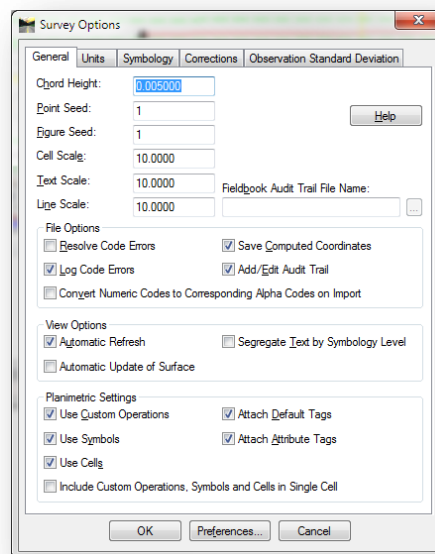 Survey Options
General Units Symbology Corrections Observation Standard Deviation
Chord Height: 0.005000
Point Seed: 1
Help
Figure Seed: 1
Cell Scale: 10.0000
Text Scale: 10.0000
Fieldbook Audit Trail File Name:
Line Scale: 10.0000 ...
File Options
Resolve Code Errors Save Computed Coordinates
Log Code Errors Add/Edit Audit Trail
Convert Numeric Codes to Corresponding Alpha Codes on Import
View Options
Automatic Refresh Segregate Text by Symbology Level
Automatic Update of Surface
Planimetric Settings
Use Custom Operations Attach Default Tags
Use Symbols Attach Attribute Tags
Use Cells
Include Custom Operations, Symbols and Cells in Single Cell
OK Preferences... Cancel